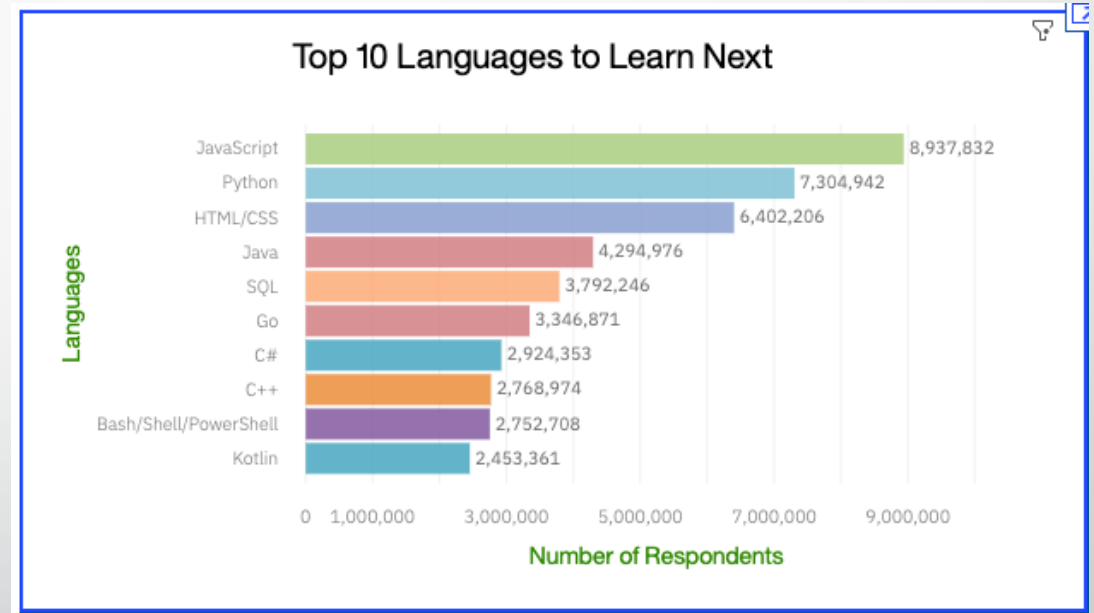 Top 10 Languages to Learn Next
JavaScript 8,937,832
Python 7,304,942
HTML/CSS 6,402,206
Java 4,294,976
SQL 3,792,246
Go 3,346,871
C# 2,924,353
C++ 2,768,974
Bash/Shell/PowerShell 2,752,708
Kotlin 2,453,361
Languages
0 1,000,000 3,000,000 5,000,000 7,000,000 9,000,000
Number of Respondents